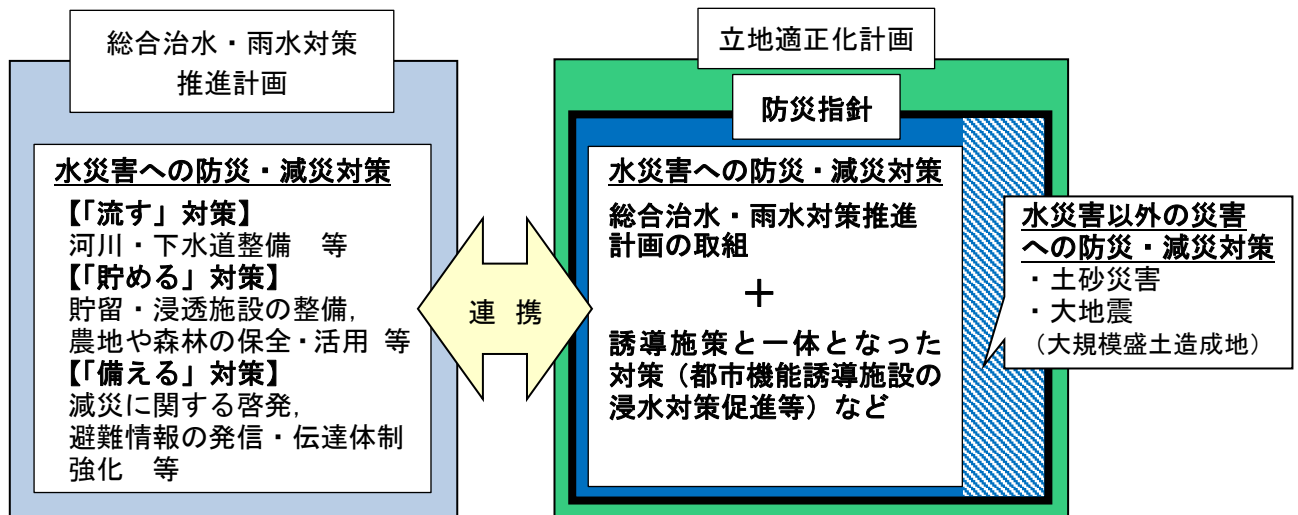 総合治水・雨水対策
推進計画
水災害への防災・減災対策
【「流す」対策】
河川・下水道整備　等
【「貯める」対策】
貯留・浸透施設の整備，
農地や森林の保全・活用 等
【「備える」対策】
減災に関する啓発，
避難情報の発信・伝達体制
強化　等
連 携
立地適正化計画
防災指針
水災害への防災・減災対策
総合治水・雨水対策推進
計画の取組
＋
誘導施策と一体となった
対策（都市機能誘導施設の
浸水対策促進等）など
水災害以外の災害
への防災・減災対策
・土砂災害
・大地震
（大規模盛土造成地）